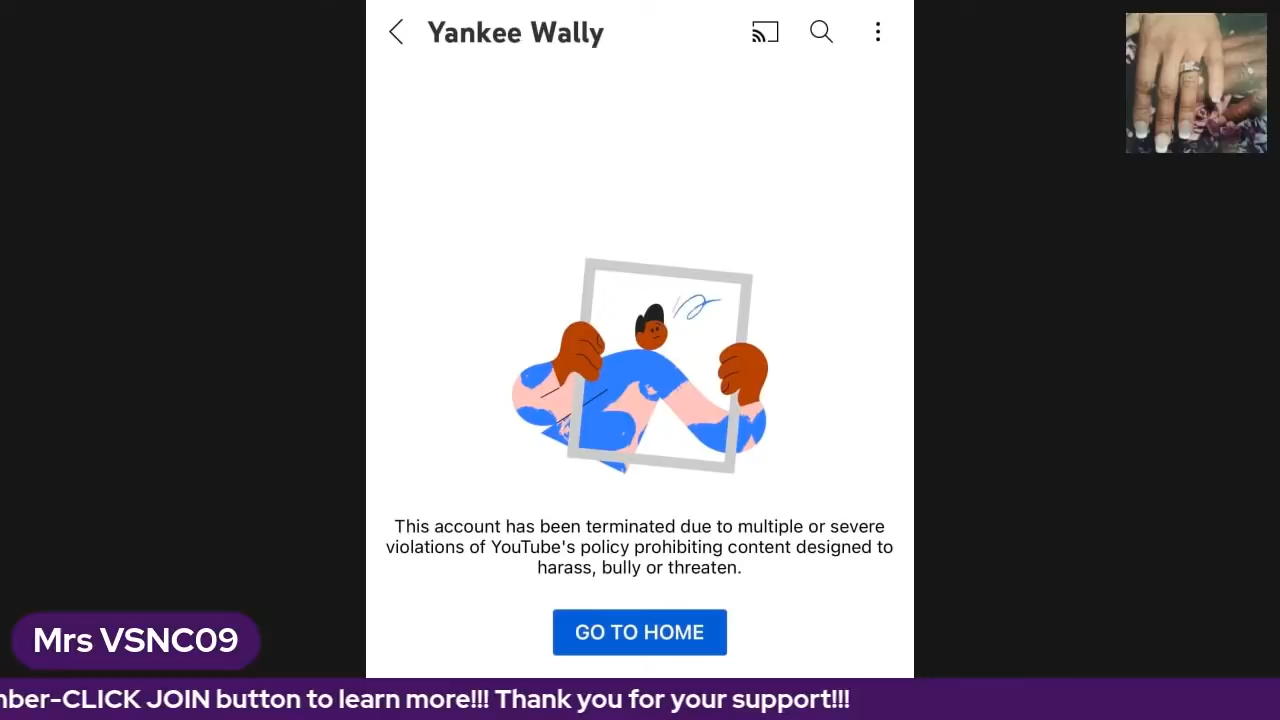 Yankee Wally
This account has been terminated due to multiple or severe
violations of YouTube's policy prohibiting content designed to
harass, bully or threaten.
GO TO HOME
Mrs VSNC09
nber-CLICK JOIN button to learn more!!! Thank you for your support!!!